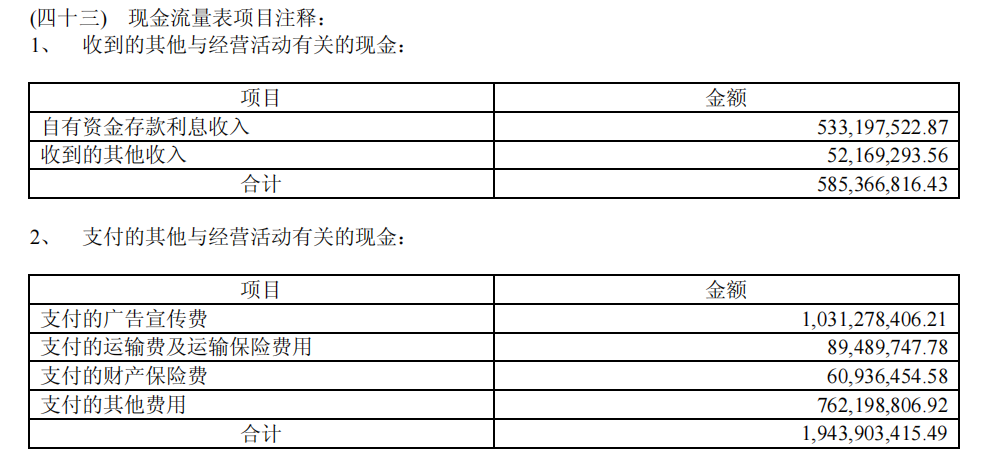 (四十三) 现金流量表项目注释：
1、 收到的其他与经营活动有关的现金：
项目 金额
自有资金存款利息收入 533,197,522.87
收到的其他收入 52,169,293.56
合计 585,366,816.43
2、 支付的其他与经营活动有关的现金：
项目 金额
支付的广告宣传费 1,031,278,406.21
支付的运输费及运输保险费用 89,489,747.78
支付的财产保险费 60,936,454.58
支付的其他费用 762,198,806.92
合计 1,943,903,415.49